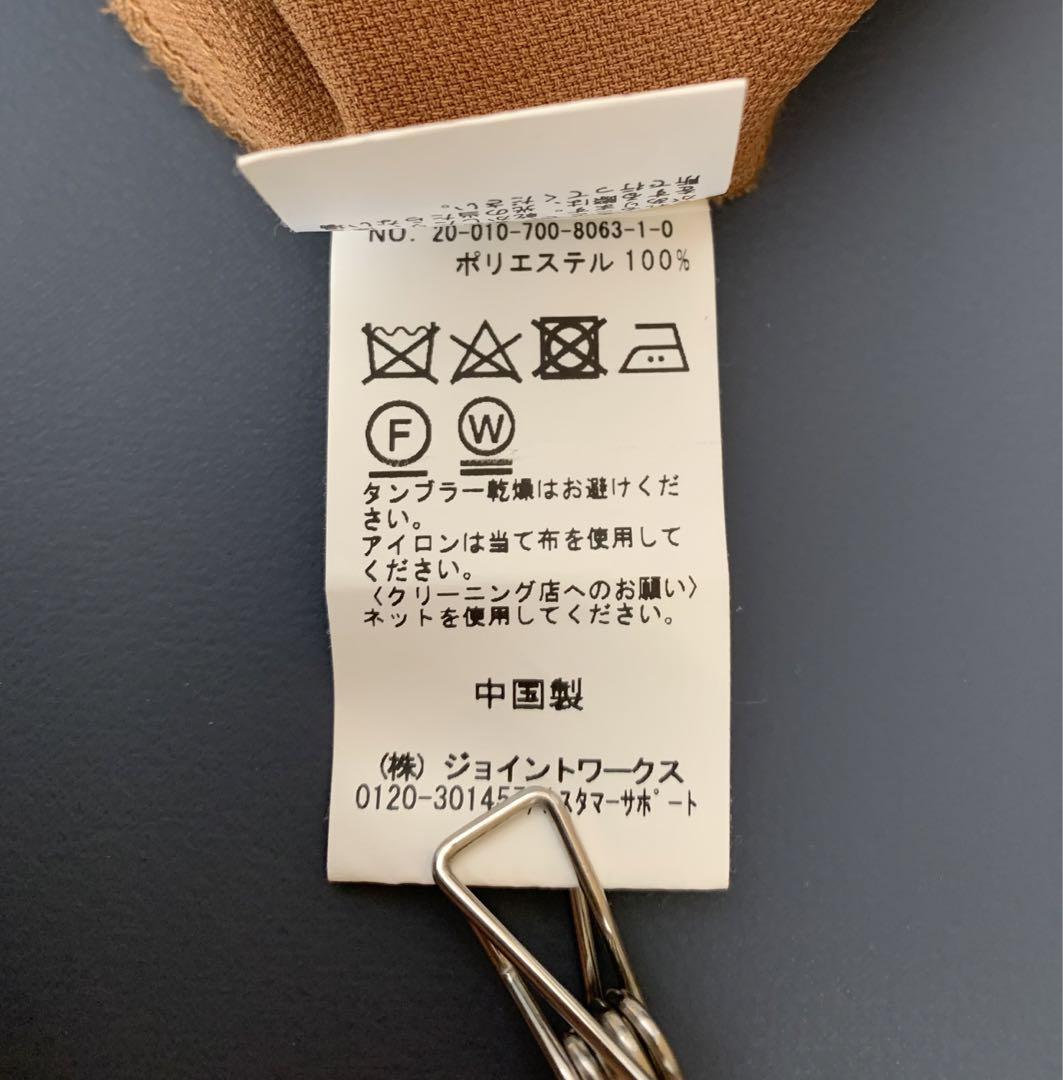 NO. 20-010-700-8063-1-0
ポリエステル 100%
F W
タンブラー乾燥はお避けくだ
さい。
アイロンは当て布を使用して
ください。
〈クリーニング店へのお願い〉
ネットを使用してください。
中国製
(株) ジョイントワークス
0120-30145
スタマーサポート